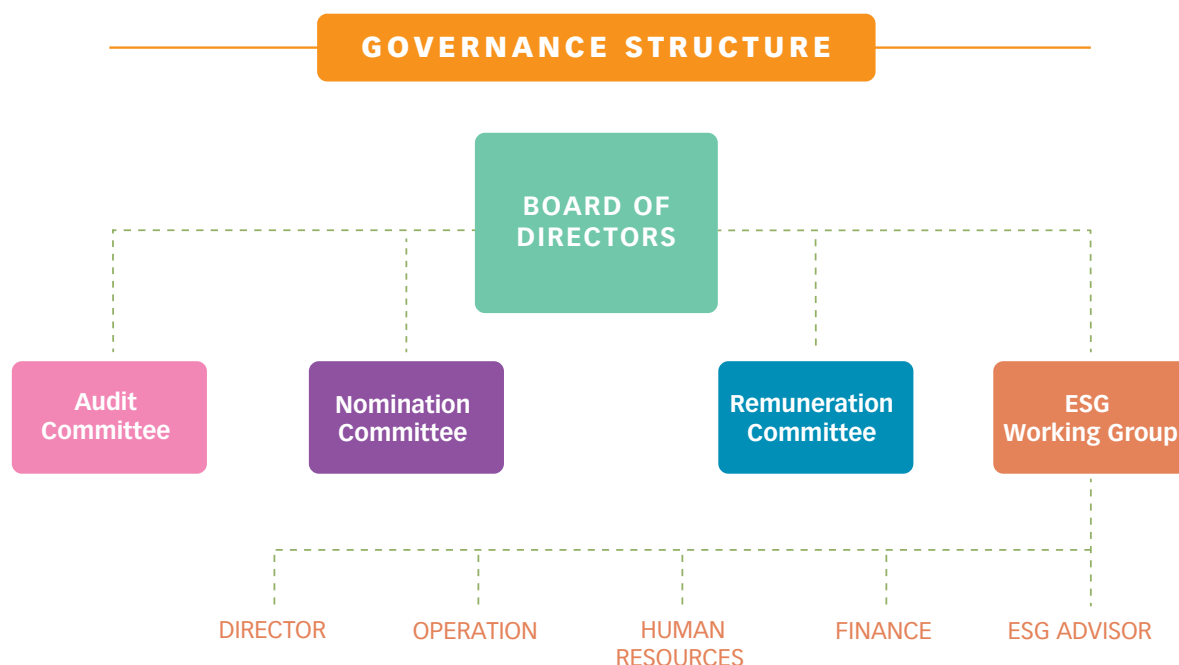 GOVERNANCE STRUCTURE
BOARD OF
DIRECTORS
Audit
Committee
Nomination
Committee
Remuneration
Committee
ESG
Working Group
DIRECTOR
OPERATION
HUMAN
RESOURCES
FINANCE
ESG ADVISOR